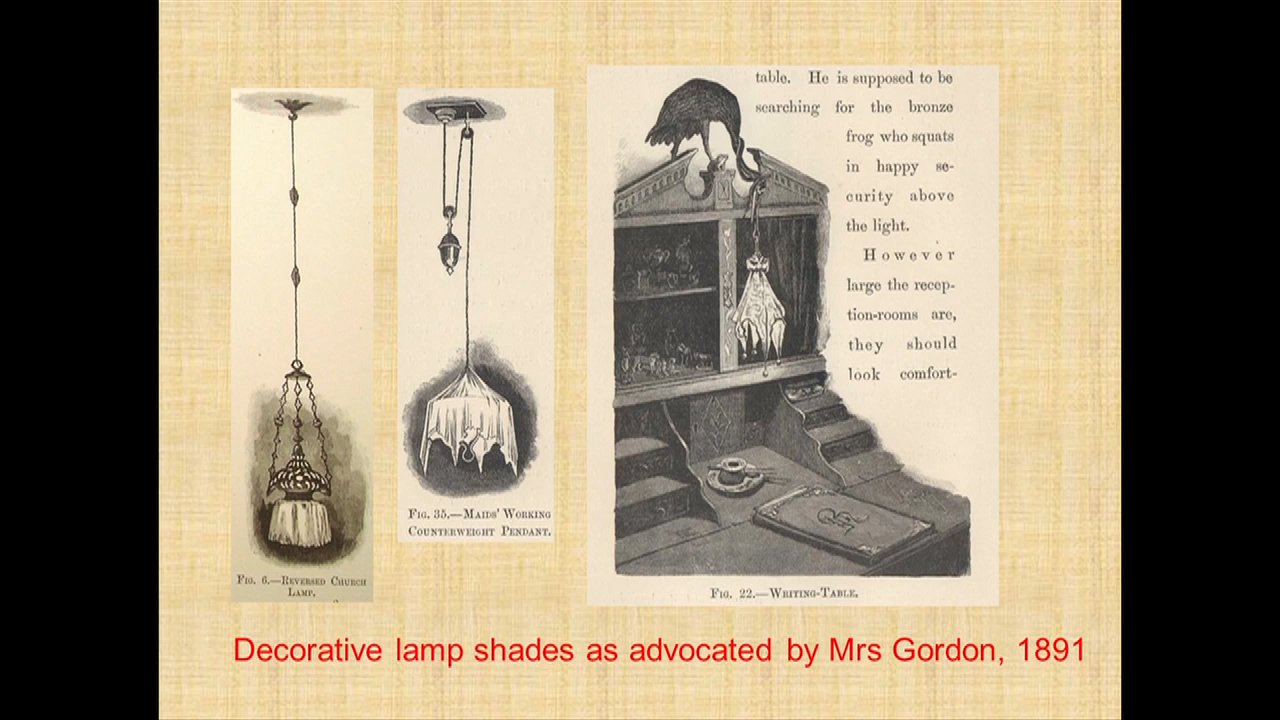 Fig. 6.—Reversed Church
Lamp.
Fig. 35.—Maids' Working
Counterweight Pendant.
table. He is supposed to be
searching for the bronze
frog who squats
in happy se-
curity above
the light.
However
large the recep-
tion-rooms are,
they should
look comfort-
Fig. 22.—Writing-Table.
Decorative lamp shades as advocated by Mrs Gordon, 1891